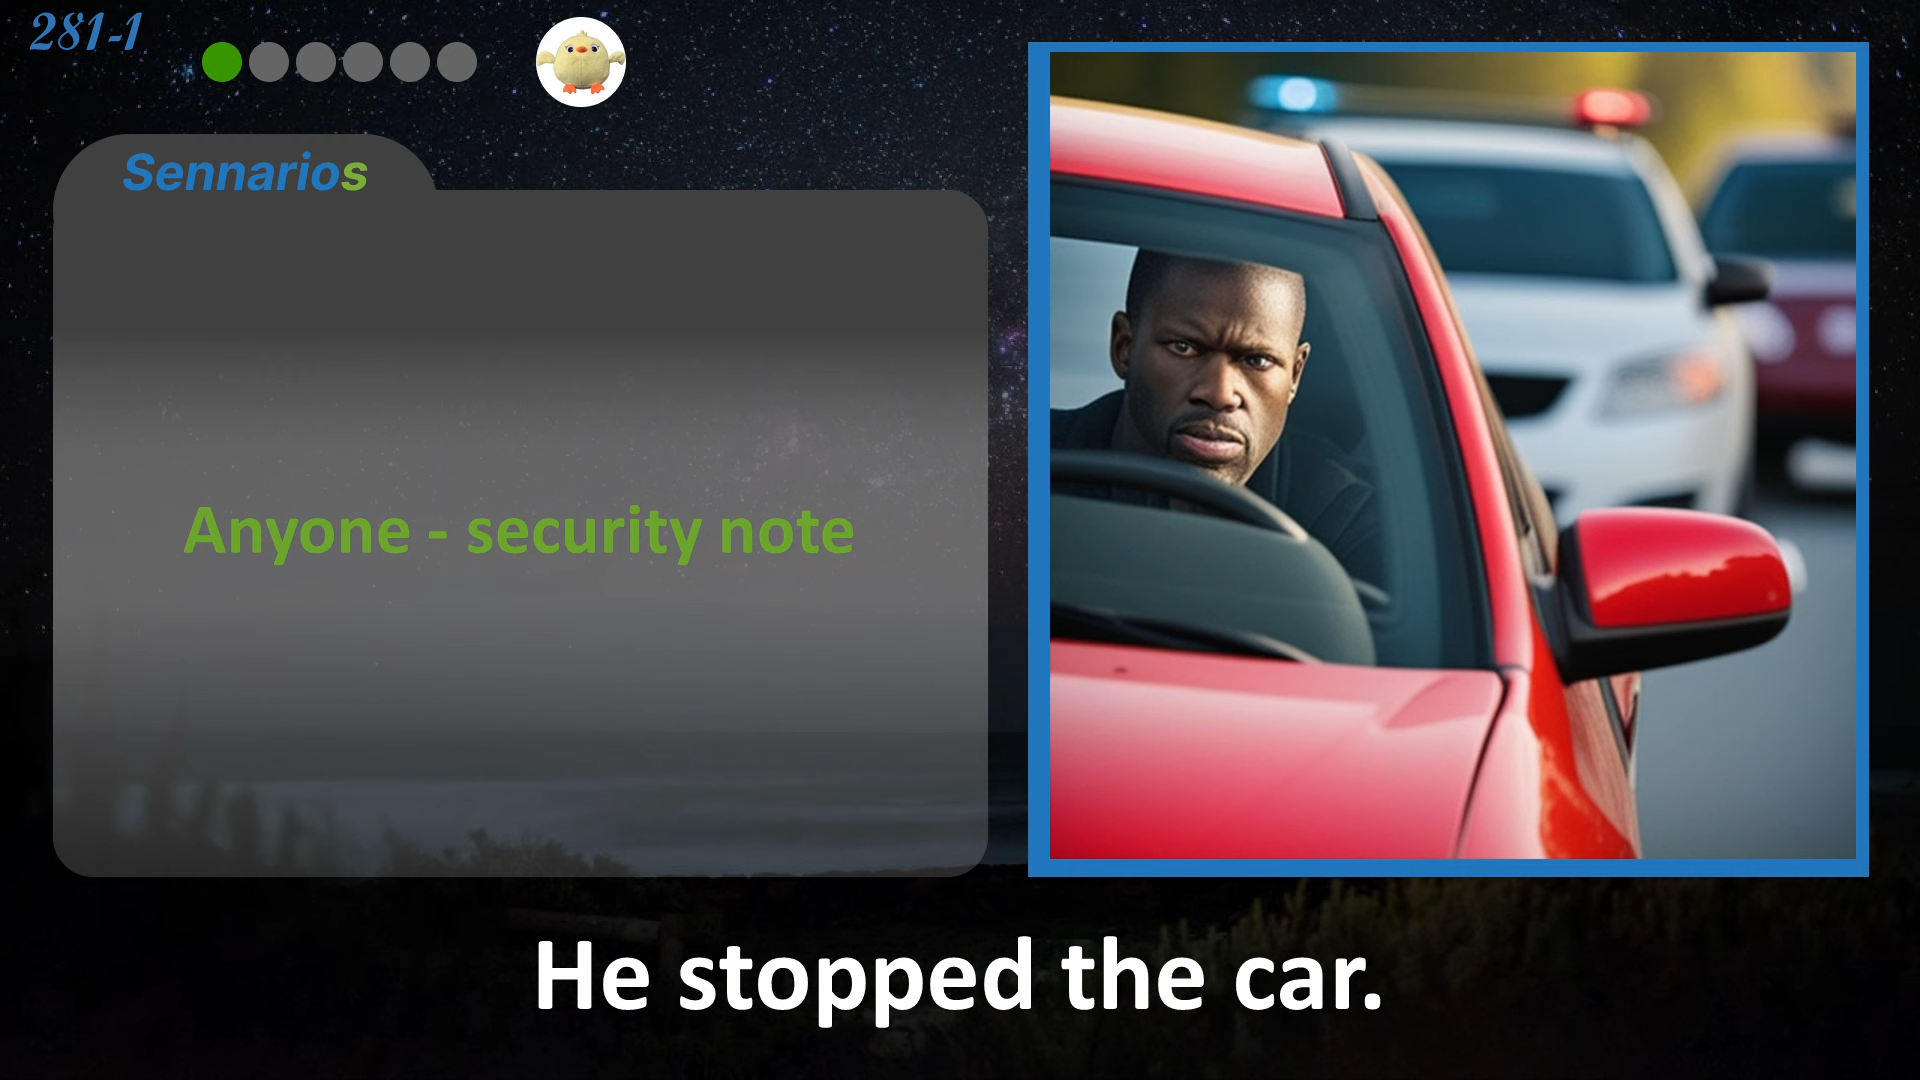 281-1
Sennarios
Anyone - security note
He stopped the car.